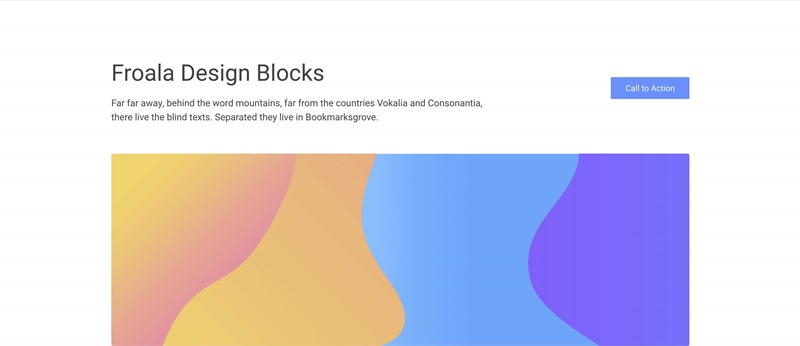 Froala Design Blocks
Call to Action
Far far away, behind the word mountains, far from the countries Vokalia and Consonantia,
there live the blind texts. Separated they live in Bookmarksgrove.